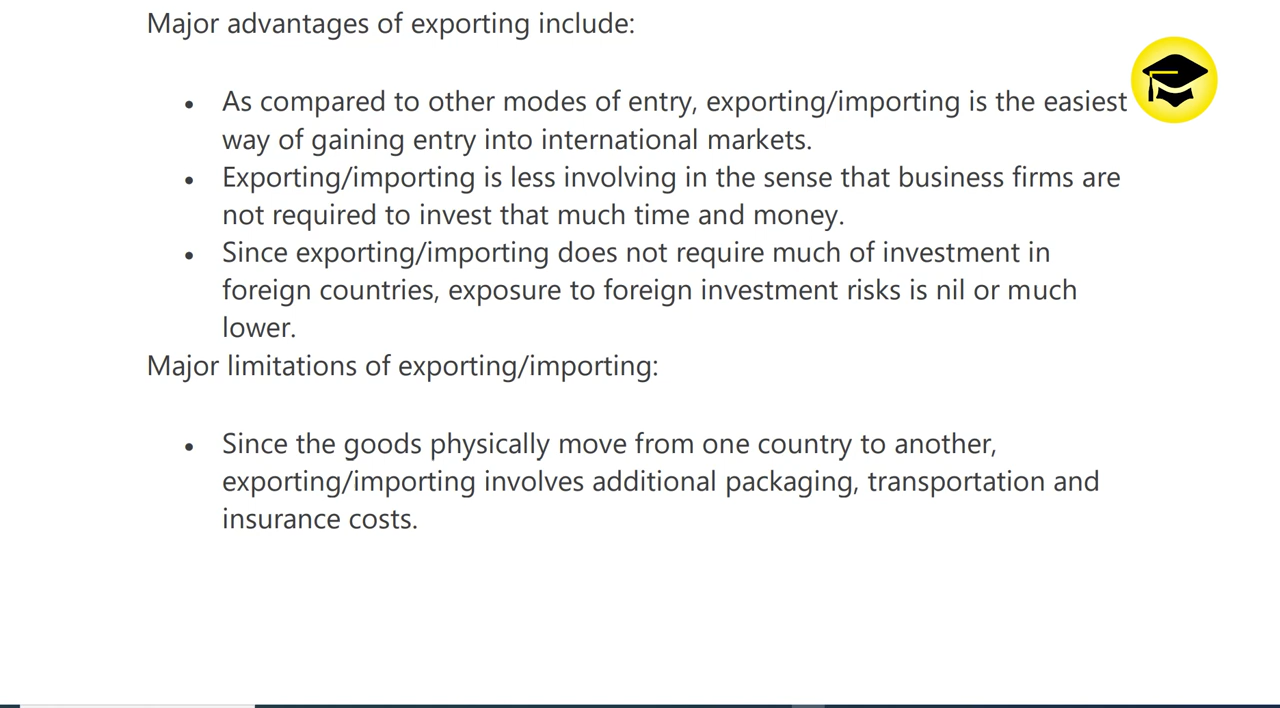 Major advantages of exporting include:
• As compared to other modes of entry, exporting/importing is the easiest
way of gaining entry into international markets.
• Exporting/importing is less involving in the sense that business firms are
not required to invest that much time and money.
• Since exporting/importing does not require much of investment in
foreign countries, exposure to foreign investment risks is nil or much
lower.
Major limitations of exporting/importing:
• Since the goods physically move from one country to another,
exporting/importing involves additional packaging, transportation and
insurance costs.